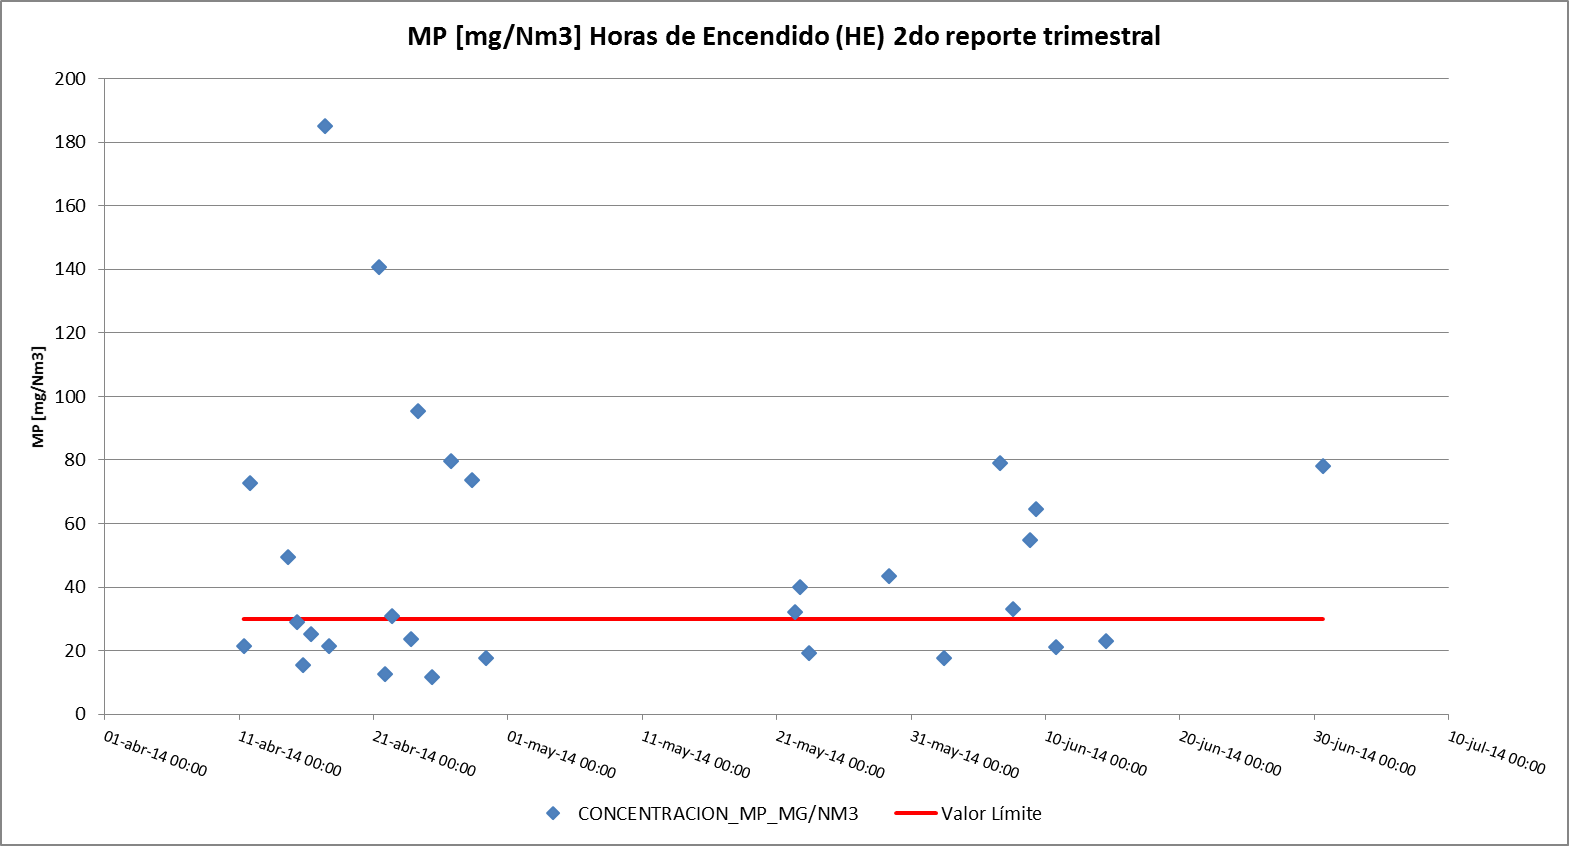 MP [mg/Nm3] Horas de Encendido (HE) 2do reporte trimestral
200
180
160
140
120
100
80
60
40
20
0
MP [mg/Nm3]
01-abr-14 00:00
11-abr-14 00:00
21-abr-14 00:00
01-may-14 00:00
11-may-14 00:00
21-may-14 00:00
31-may-14 00:00
10-jun-14 00:00
20-jun-14 00:00
30-jun-14 00:00
10-jul-14 00:00
CONCENTRACION_MP_MG/NM3
Valor Límite